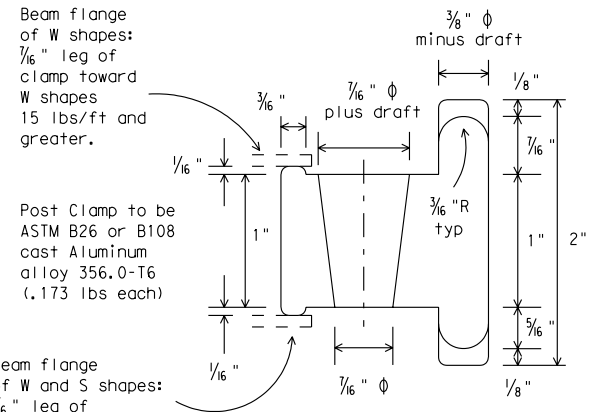 Beam flange
of W shapes:
7/16" leg of
clamp toward
W shapes
15 lbs/ft and
greater.
3/8" ϕ
minus draft
3/16"
7/16" ϕ
plus draft
1/8"
7/16"
1/16"
3/16"R
typ
1"
1"
2"
Post Clamp to be
ASTM B26 or B108
cast Aluminum
alloy 356.0-T6
(.173 lbs each)
5/16"
1/16"
7/16" ϕ
1/8"
eam flange
f W and S shapes:
/16" leg of